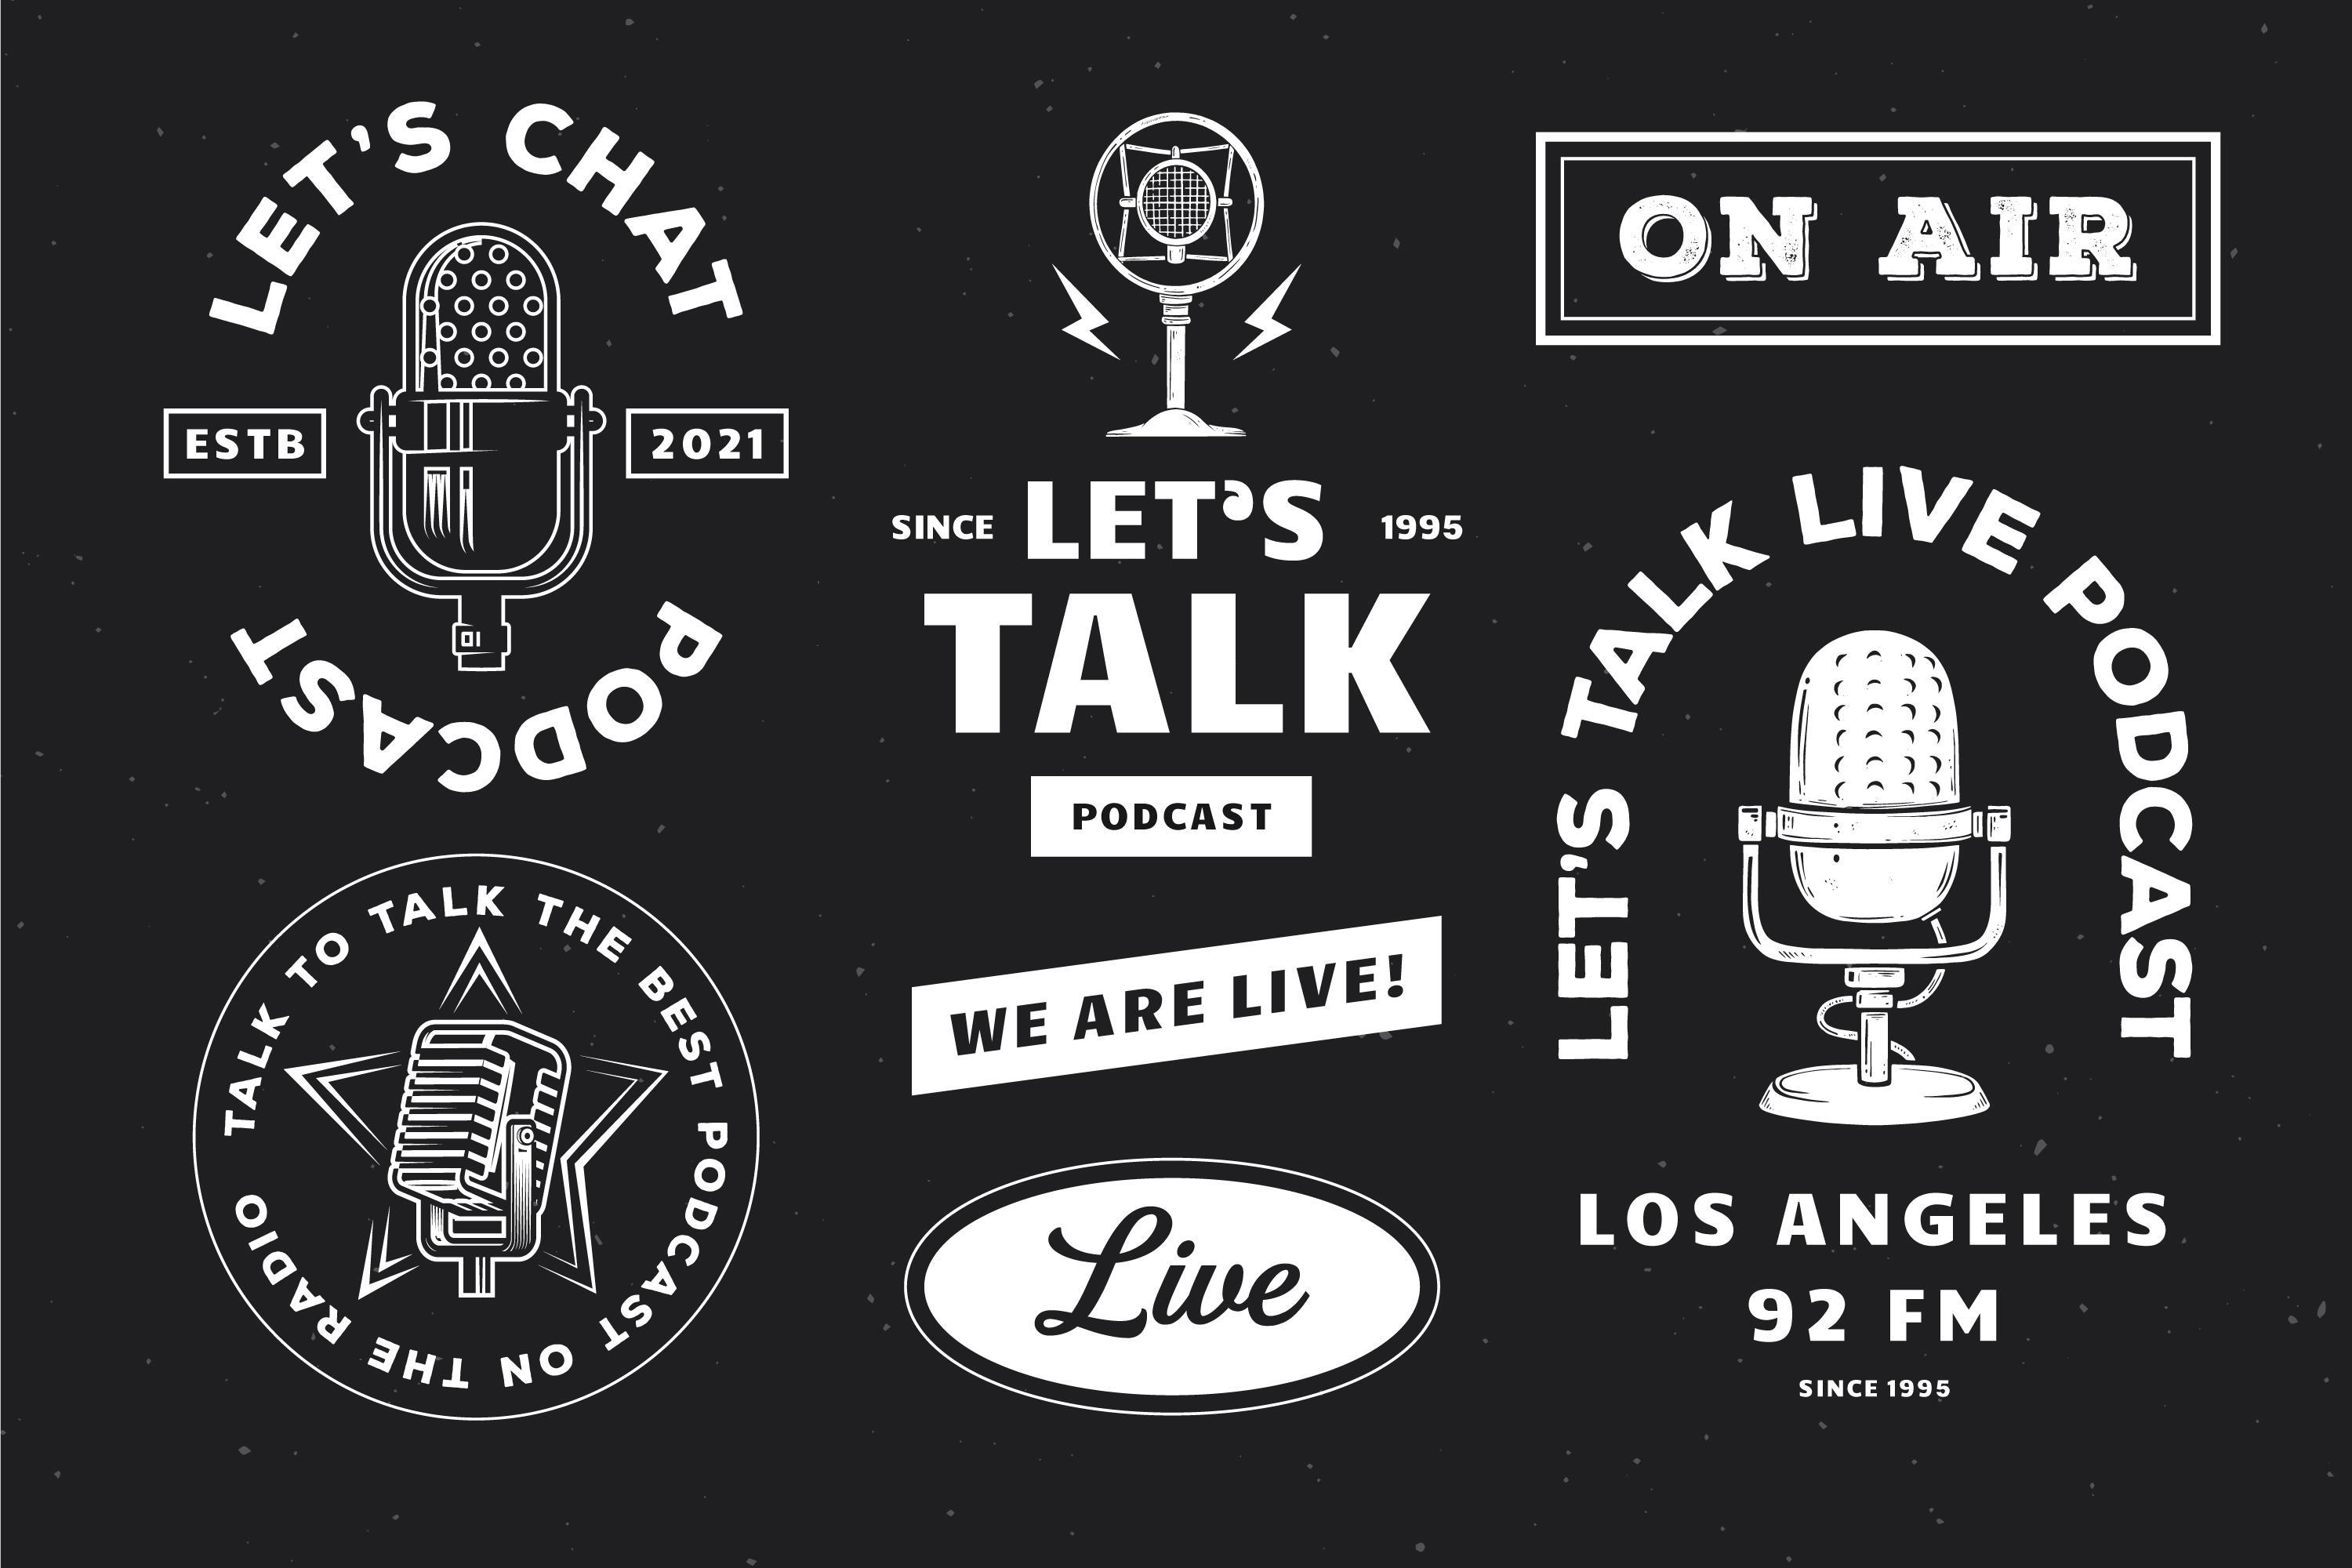 LET'S CHAT
ESTB
2021
PODCAST
SINCE
LET'S
1995
TALK
PODCAST
ON AIR
LET'S TALK LIVE PODCAST
LOS ANGELES
92 FM
SINCE 1995
TALK TO TALK THE BEST PODCAST ON THE RADIO
WE ARE LIVE!
Live